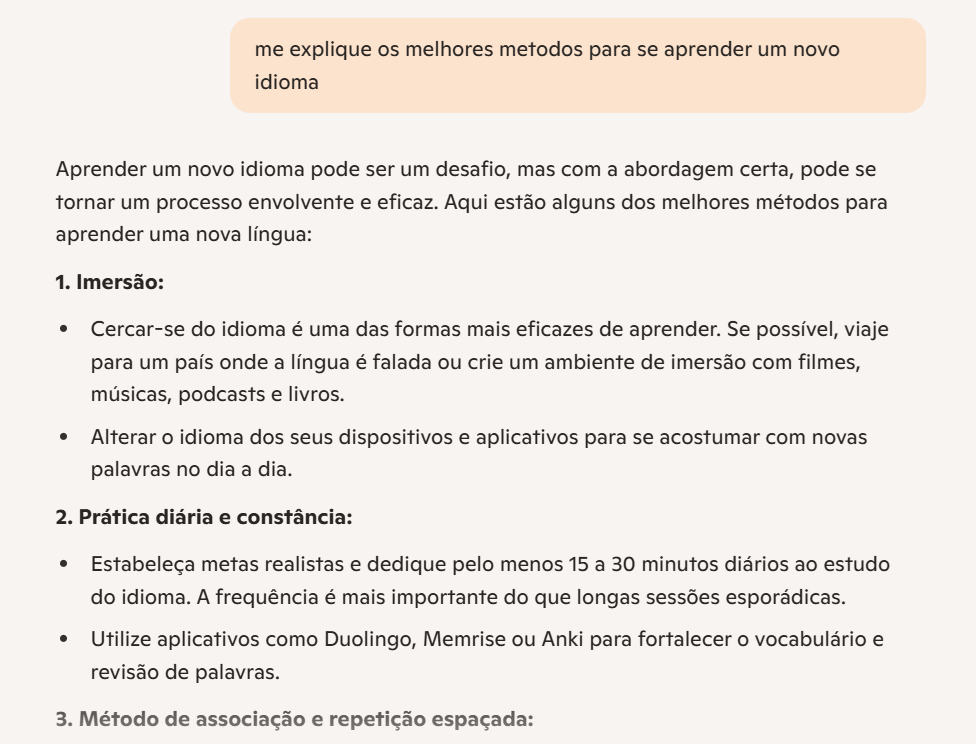 me explique os melhores metodos para se aprender um novo
idioma
Aprender um novo idioma pode ser um desafio, mas com a abordagem certa, pode se
tornar um processo envolvente e eficaz. Aqui estão alguns dos melhores métodos para
aprender uma nova língua:
1. Imersão:
• Cercar-se do idioma é uma das formas mais eficazes de aprender. Se possível, viaje
para um país onde a língua é falada ou crie um ambiente de imersão com filmes,
músicas, podcasts e livros.
• Alterar o idioma dos seus dispositivos e aplicativos para se acostumar com novas
palavras no dia a dia.
2. Prática diária e constância:
• Estabeleça metas realistas e dedique pelo menos 15 a 30 minutos diários ao estudo
do idioma. A frequência é mais importante do que longas sessões esporádicas.
• Utilize aplicativos como Duolingo, Memrise ou Anki para fortalecer o vocabulário e
revisão de palavras.
3. Método de associação e repetição espaçada: